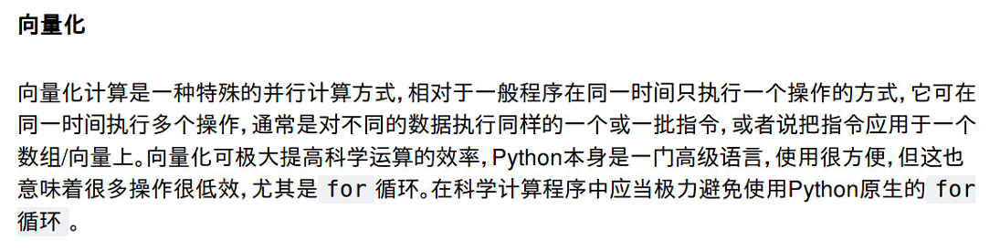 向量化
向量化计算是一种特殊的并行计算方式，相对于一般程序在同一时间只执行一个操作的方式，它可在
同一时间执行多个操作，通常是对不同的数据执行同样的一个或一批指令，或者说把指令应用于一个
数组/向量上。向量化可极大提高科学运算的效率，Python本身是一门高级语言，使用很方便，但这也
意味着很多操作很低效，尤其是 for 循环。在科学计算程序中应当极力避免使用Python原生的 for
循环 。